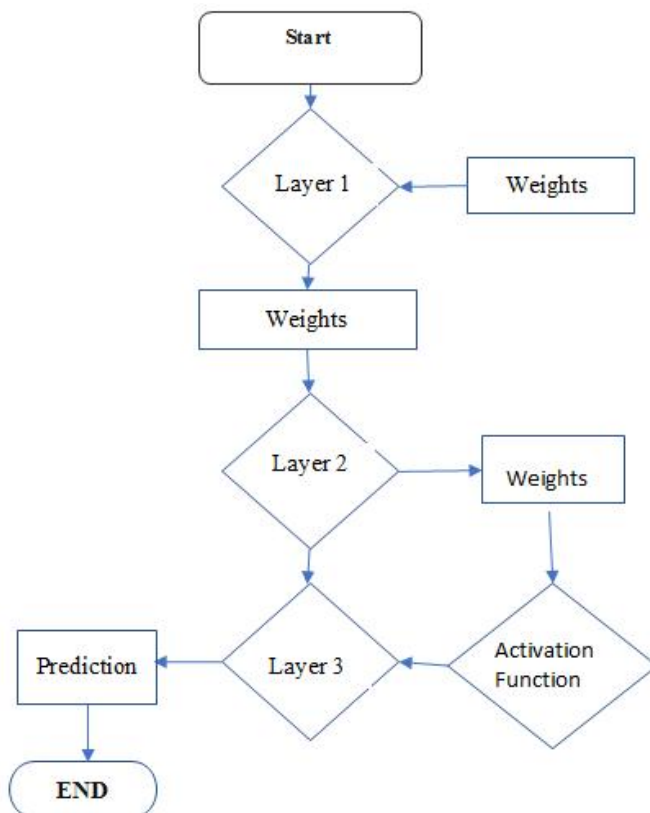 Start
Layer 1
Weights
Weights
Layer 2
Weights
Layer 3
Activation
Function
Prediction
END